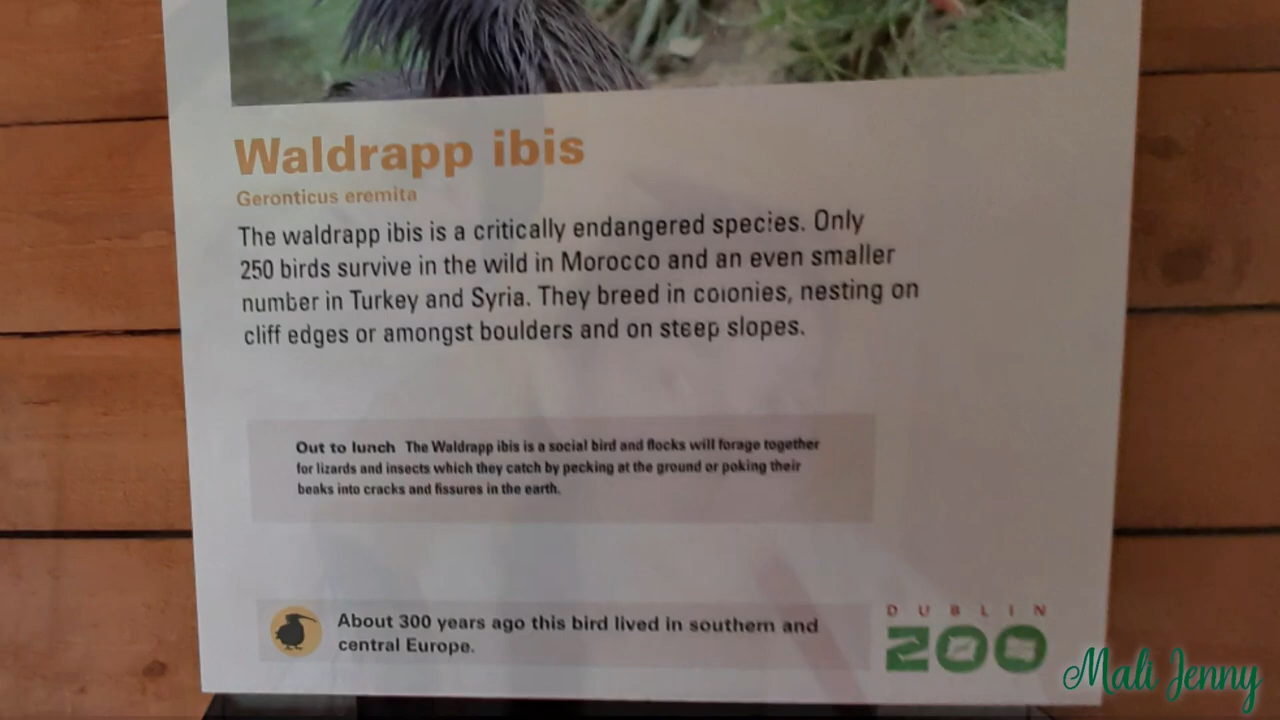 Waldrapp ibis
Geronticus eremita
The waldrapp ibis is a critically endangered species. Only
250 birds survive in the wild in Morocco and an even smaller
number in Turkey and Syria. They breed in colonies, nesting on
cliff edges or amongst boulders and on steep slopes.
Out to lunch The Waldrapp ibis is a social bird and flocks will forage together
for lizards and insects which they catch by pecking at the ground or poking their
beaks into cracks and fissures in the earth.
About 300 years ago this bird lived in southern and
central Europe.
DUBLIN
ZOO
Mali Jenny